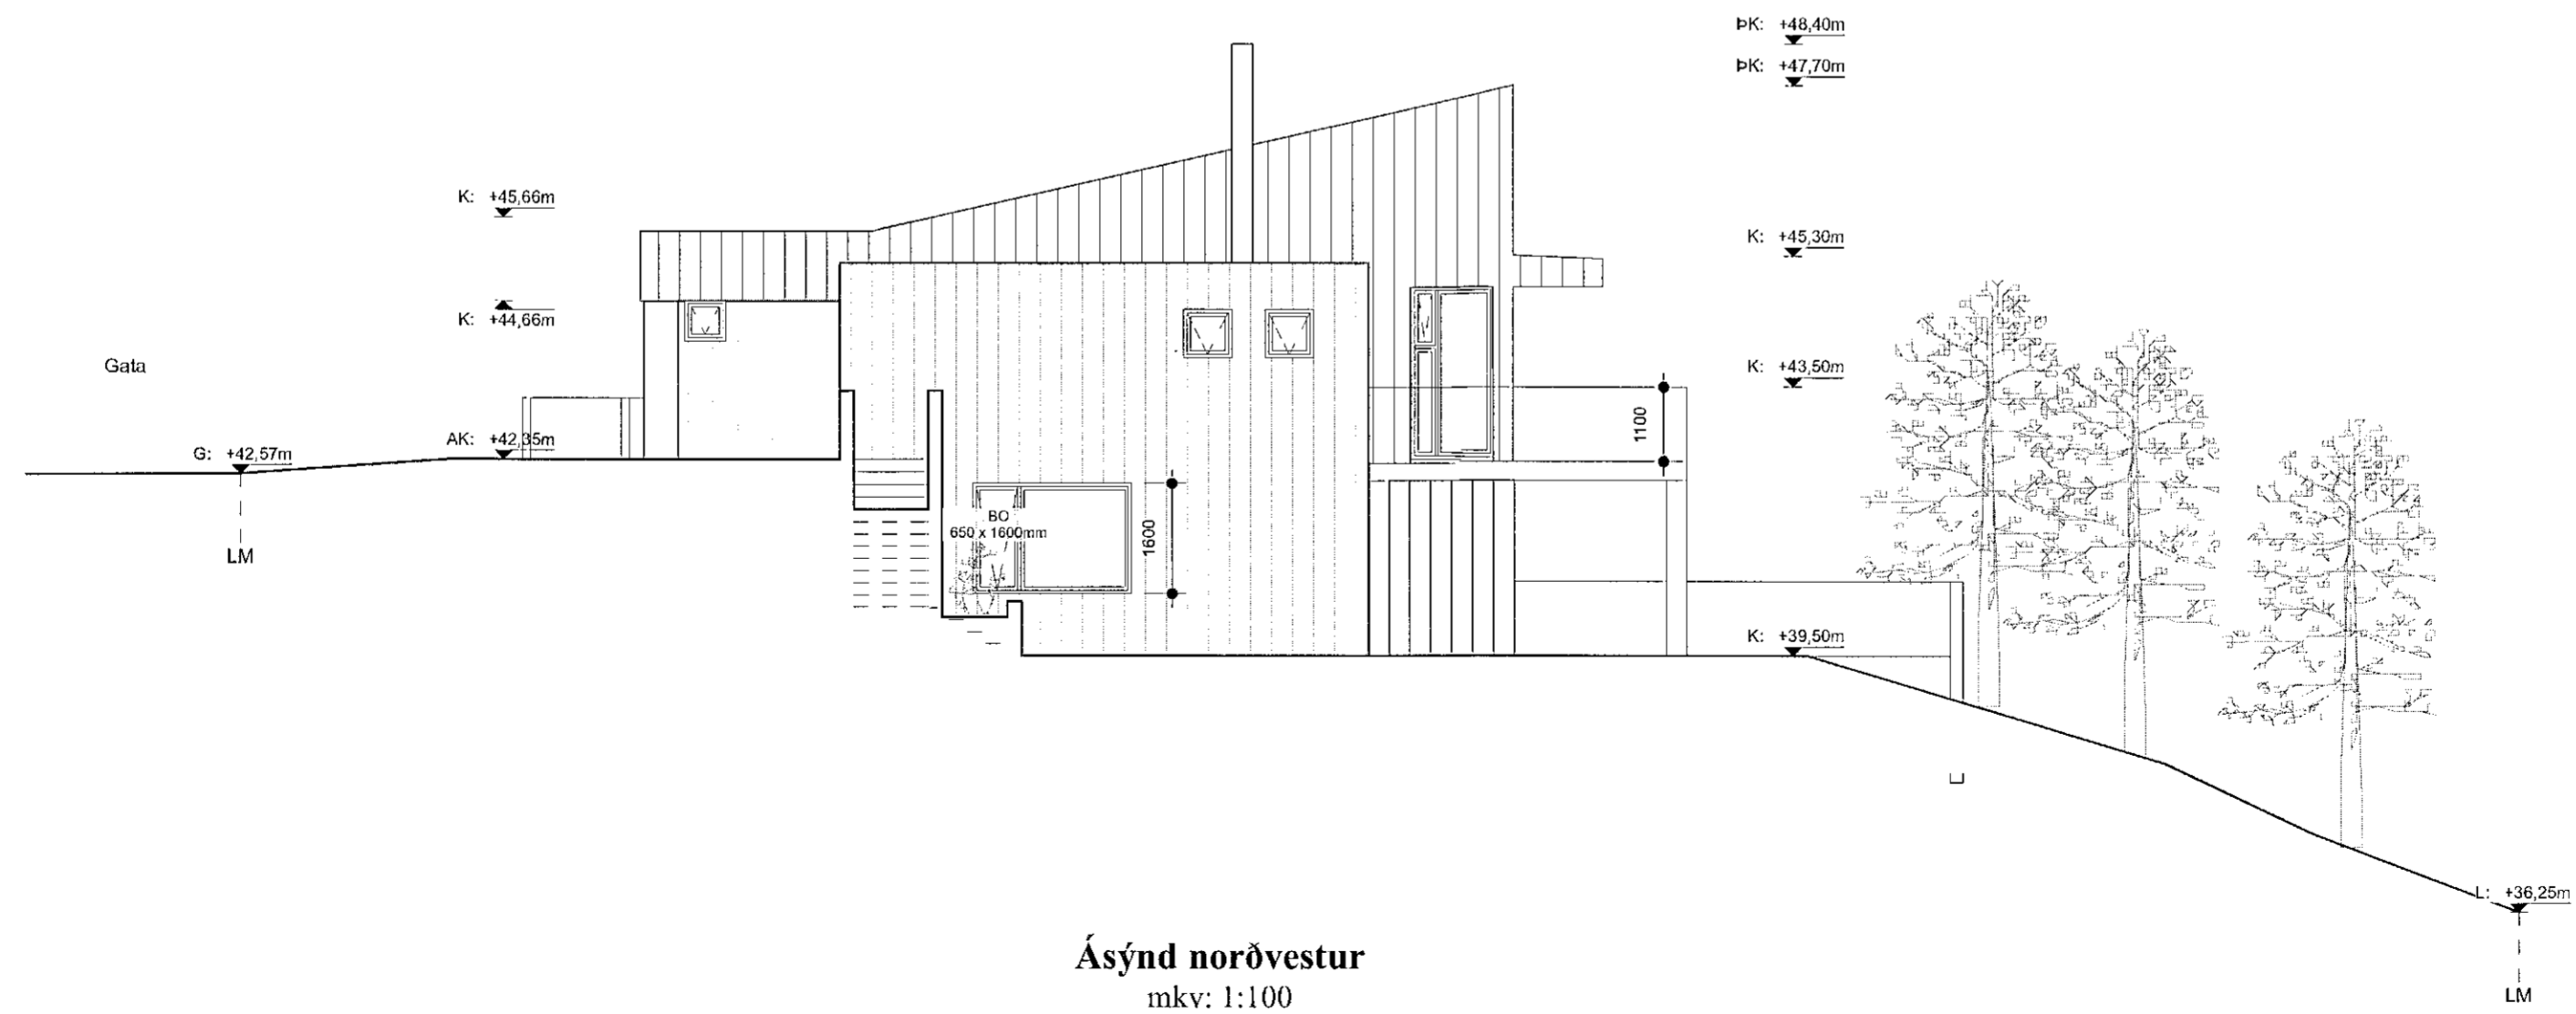 ÞK: +48,40m
ÞK: +47,70m
K: +45,66m
K: +45,30m
K: +44,66m
Gata
K: +43,50m
1100
AK: +42,35m
G: +42,57m
LM
BO
650 x 1600mm
1600
K: +39,50m
L: +36,25m
LM
Ásýnd norðvestur
mkv: 1:100